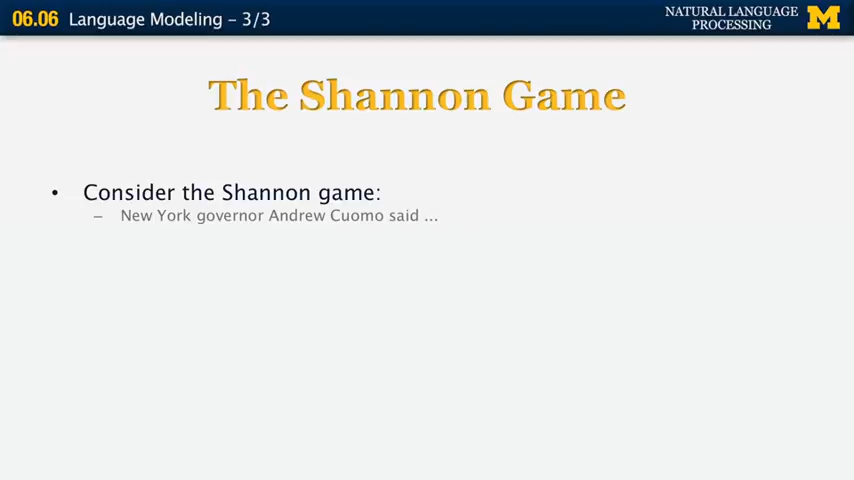 06.06 Language Modeling – 3/3
NATURAL LANGUAGE
PROCESSING
M
The Shannon Game
• Consider the Shannon game:
– New York governor Andrew Cuomo said ...